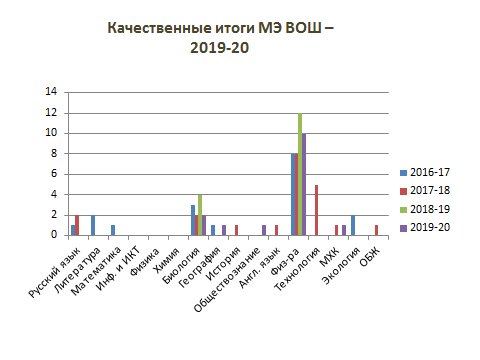 Качественные итоги МЭ ВОШ –
2019-20
14
12
10
8
6
4
2
0
Русский язык
Литература
Математика
Инф. и ИКТ
Физика
Химия
Биология
География
История
Обществознание
Англ. язык
Физ-ра
Технология
МХК
Экология
ОБЖ
2016-17
2017-18
2018-19
2019-20